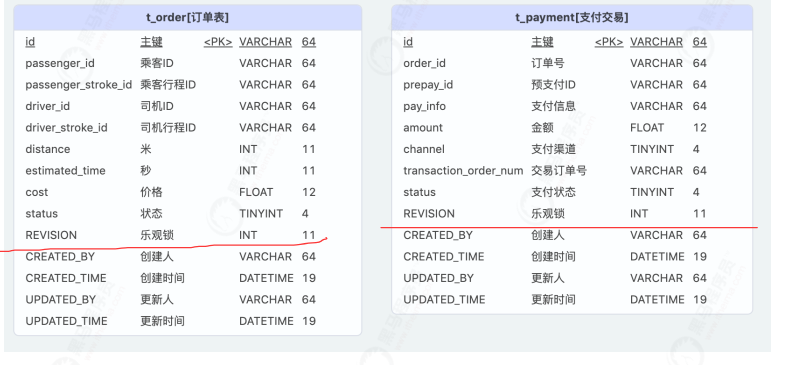 t_order[订单表]
id 主键 <PK> VARCHAR 64
passenger_id 乘客ID VARCHAR 64
passenger_stroke_id 乘客行程ID VARCHAR 64
driver_id 司机ID VARCHAR 64
driver_stroke_id 司机行程ID VARCHAR 64
distance 米 INT 11
estimated_time 秒 INT 11
cost 价格 FLOAT 12
status 状态 TINYINT 4
REVISION 乐观锁 INT 11
CREATED_BY 创建人 VARCHAR 64
CREATED_TIME 创建时间 DATETIME 19
UPDATED_BY 更新人 VARCHAR 64
UPDATED_TIME 更新时间 DATETIME 19
t_payment[支付交易]
id 主键 <PK> VARCHAR 64
order_id 订单号 VARCHAR 64
prepay_id 预支付ID VARCHAR 64
pay_info 支付信息 VARCHAR 64
amount 金额 FLOAT 12
channel 支付渠道 TINYINT 4
transaction_order_num 交易订单号 VARCHAR 64
status 支付状态 TINYINT 4
REVISION 乐观锁 INT 11
CREATED_BY 创建人 VARCHAR 64
CREATED_TIME 创建时间 DATETIME 19
UPDATED_BY 更新人 VARCHAR 64
UPDATED_TIME 更新时间 DATETIME 19